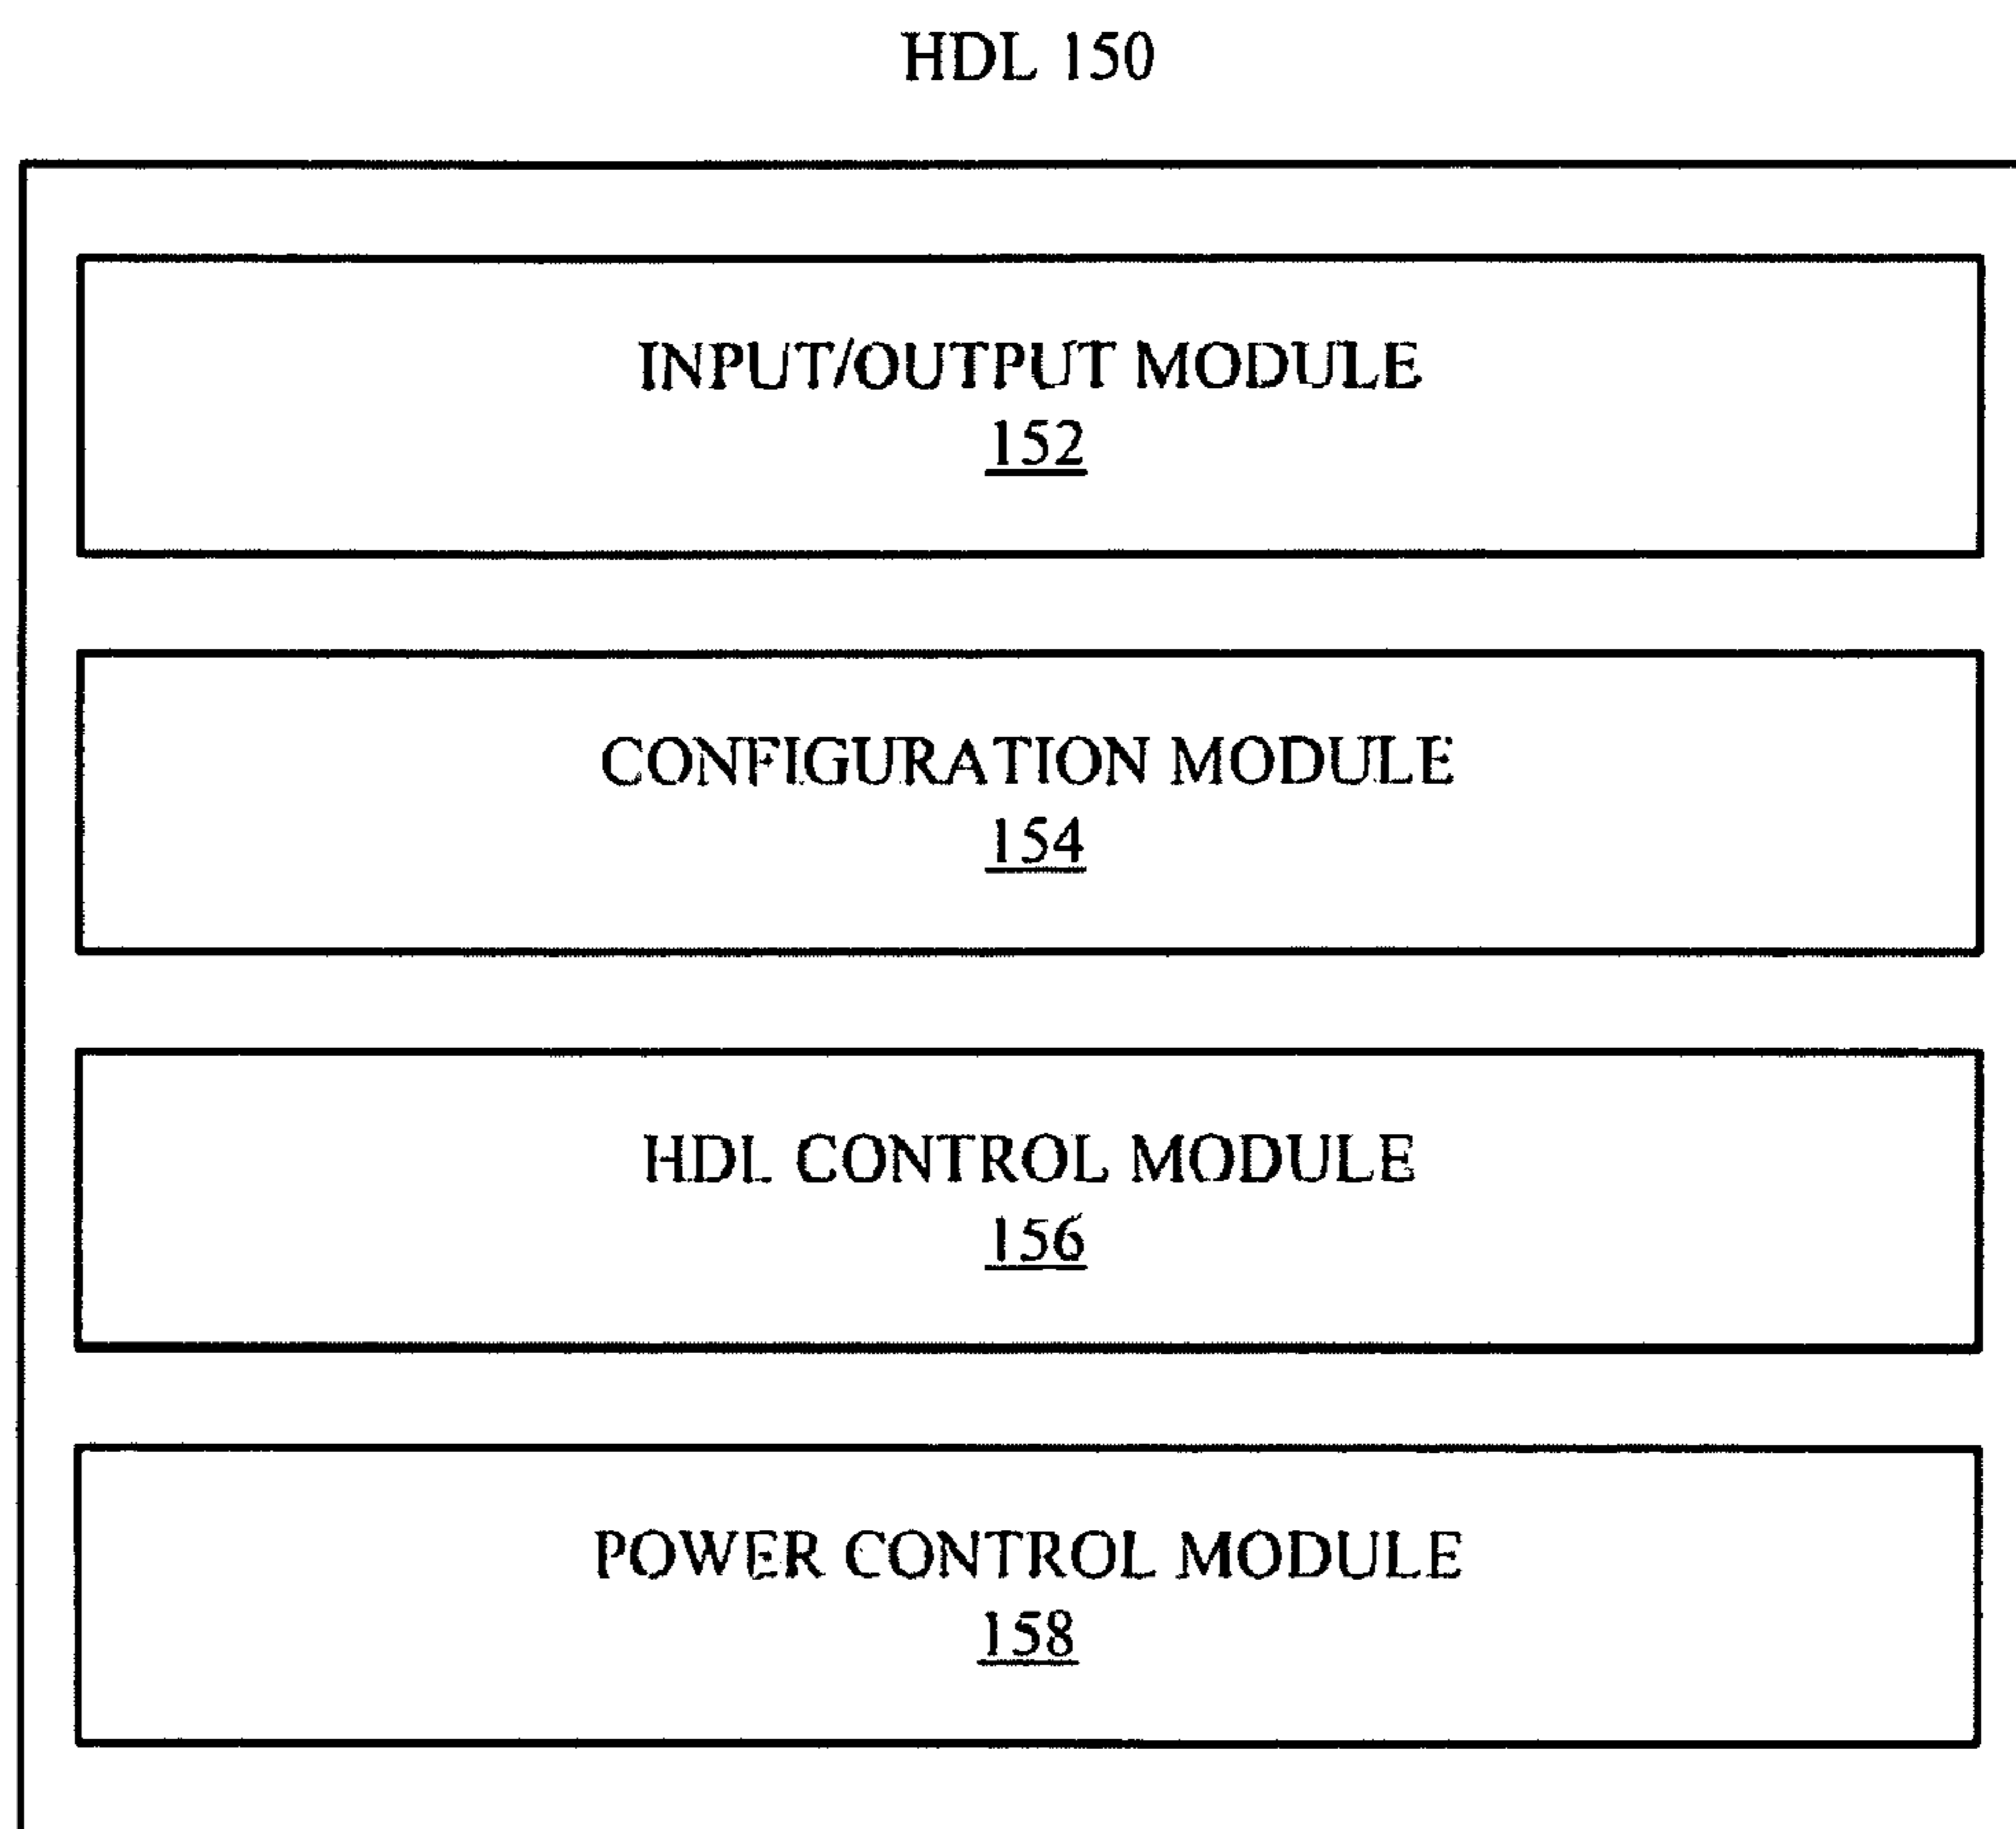 HDL 150
INPUT/OUTPUT MODULE
152
CONFIGURATION MODULE
154
HDL CONTROL MODULE
156
POWER CONTROL MODULE
158